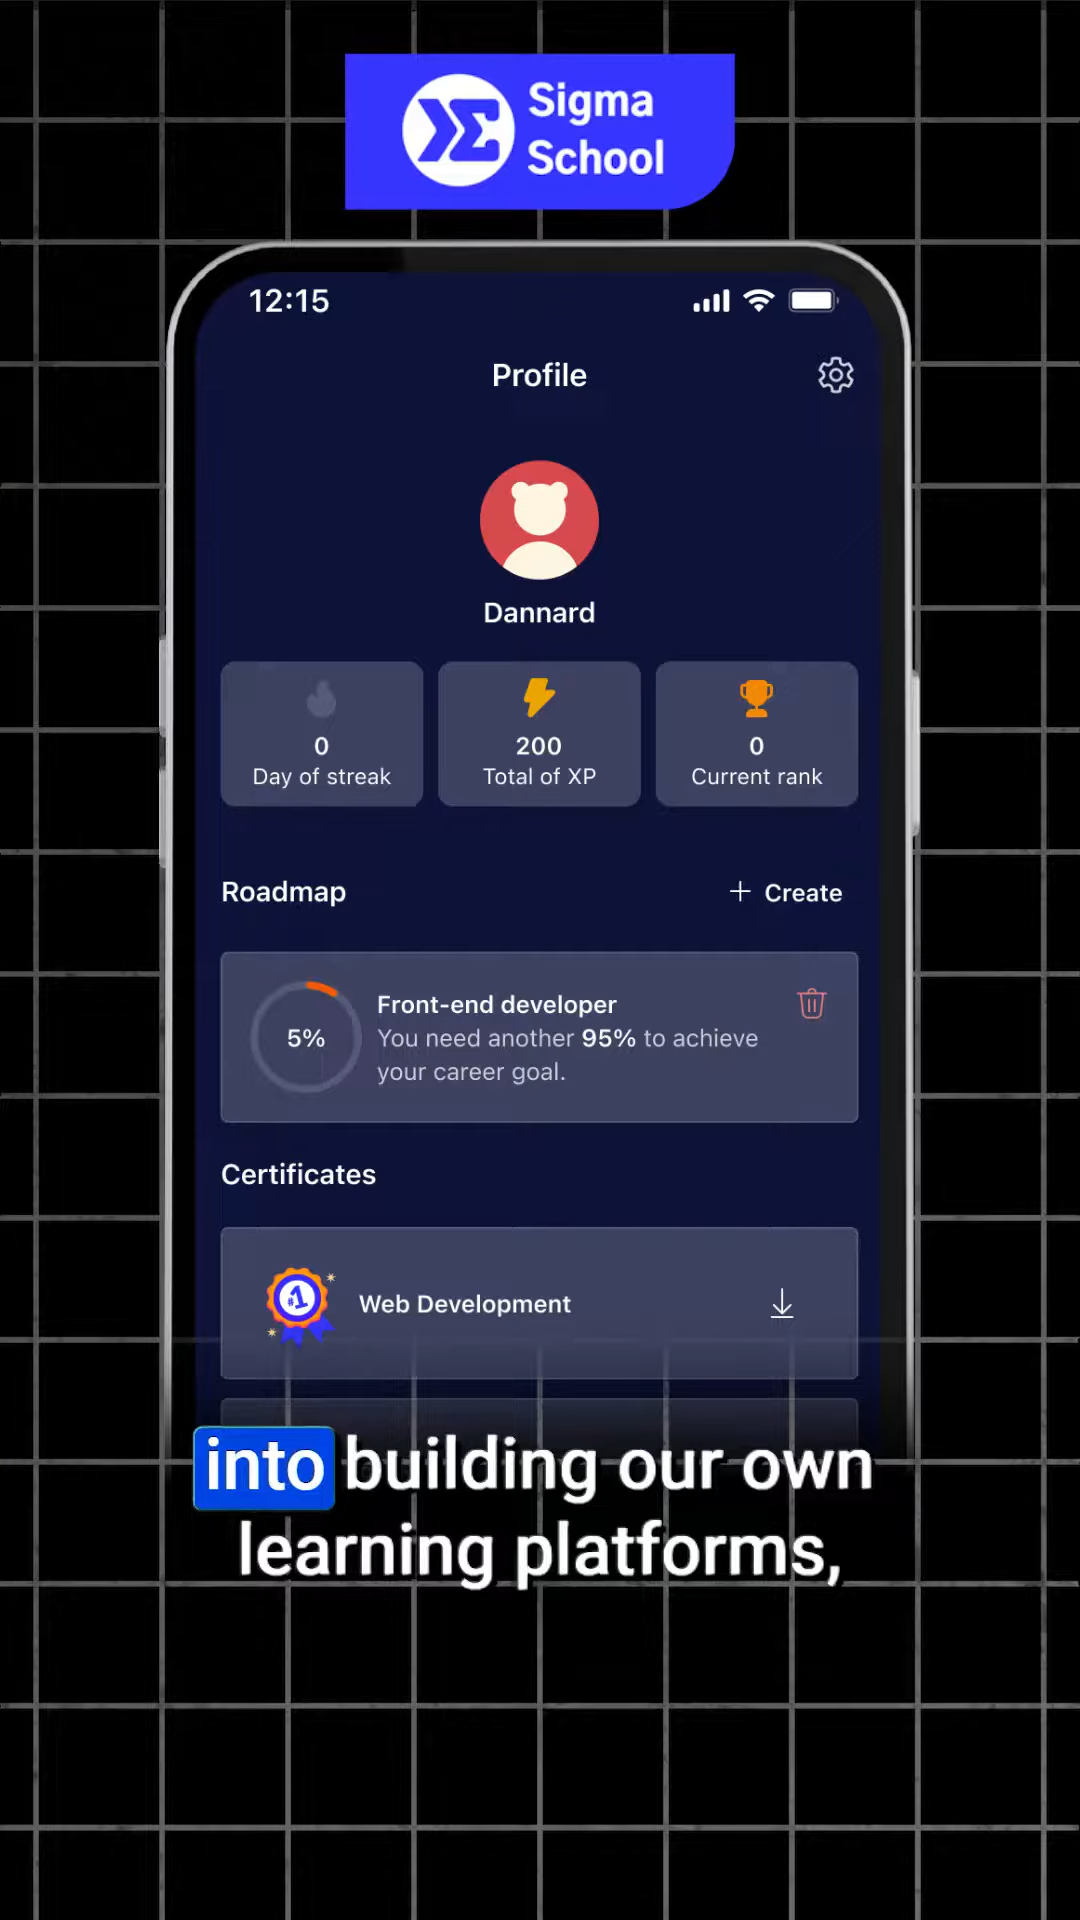 Sigma
School
12:15
Profile
Dannard
0
Day of streak
200
Total of XP
0
Current rank
Roadmap
+ Create
5%
Front-end developer
You need another 95% to achieve
your career goal.
Certificates
#1
Web Development
into building our own
learning platforms,